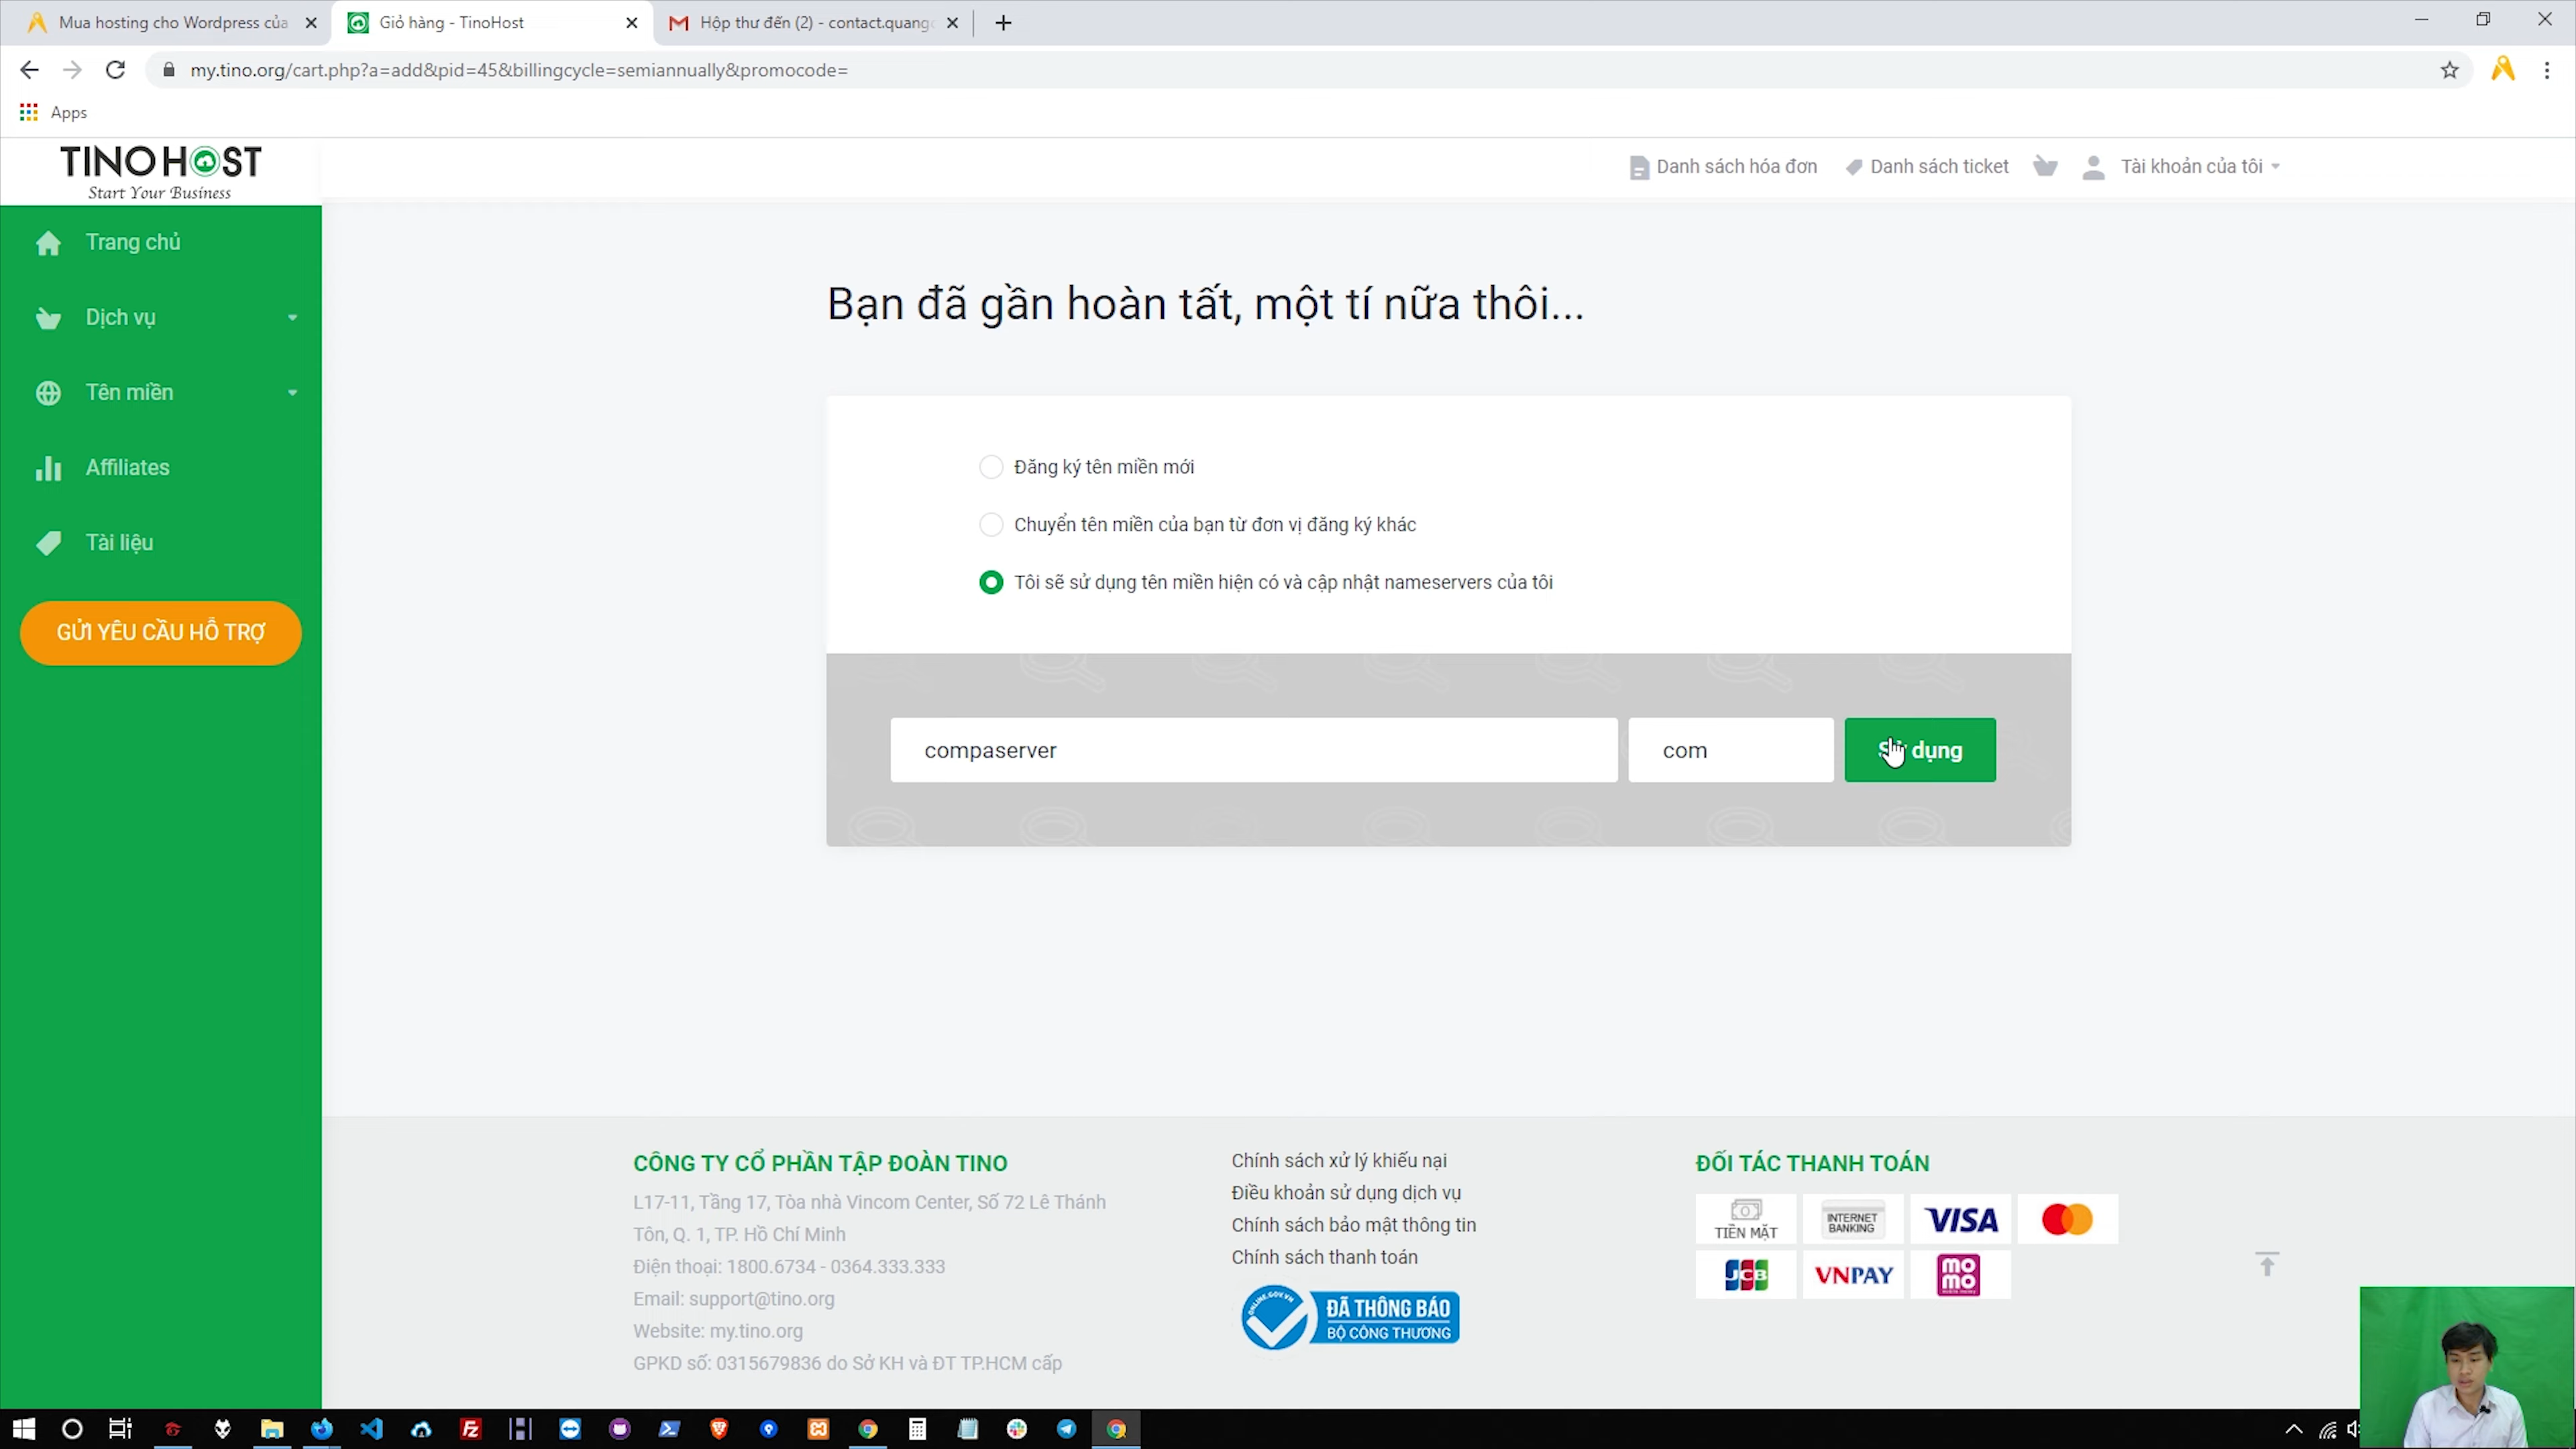 Mua hosting cho Wordpress của
Giỏ hàng - TinoHost
Hộp thư đến (2) - contact.quang
my.tino.org/cart.php?a=add&pid=45&billingcycle=semiannually&promocode=
Apps
TINOHOST
Start Your Business
Danh sách hóa đơn
Danh sách ticket
Tài khoản của tôi
Trang chủ
Dịch vụ
Tên miền
Affiliates
Tài liệu
GỬI YÊU CẦU HỖ TRỢ
Bạn đã gần hoàn tất, một tí nữa thôi...
Đăng ký tên miền mới
Chuyển tên miền của bạn từ đơn vị đăng ký khác
Tôi sẽ sử dụng tên miền hiện có và cập nhật nameservers của tôi
compaserver
com
Sử dụng
CÔNG TY CỔ PHẦN TẬP ĐOÀN TINO
L17-11, Tầng 17, Tòa nhà Vincom Center, Số 72 Lê Thánh
Tôn, Q. 1, TP. Hồ Chí Minh
Điện thoại: 1800.6734 - 0364.333.333
Email: support@tino.org
Website: my.tino.org
GPKD số: 0315679836 do Sở KH và ĐT TP.HCM cấp
Chính sách xử lý khiếu nại
Điều khoản sử dụng dịch vụ
Chính sách bảo mật thông tin
Chính sách thanh toán
ONLINE.GOV.VN
ĐÃ THÔNG BÁO
BỘ CÔNG THƯƠNG
ĐỐI TÁC THANH TOÁN
TIỀN MẶT
INTERNET
BANKING
VISA
JCB
VNPAY
mo
mo